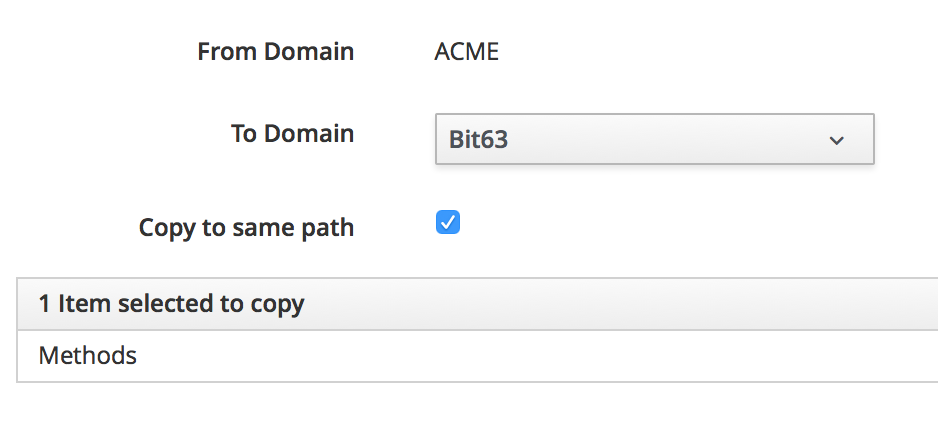 From Domain ACME
To Domain Bit63
Copy to same path
1 Item selected to copy
Methods